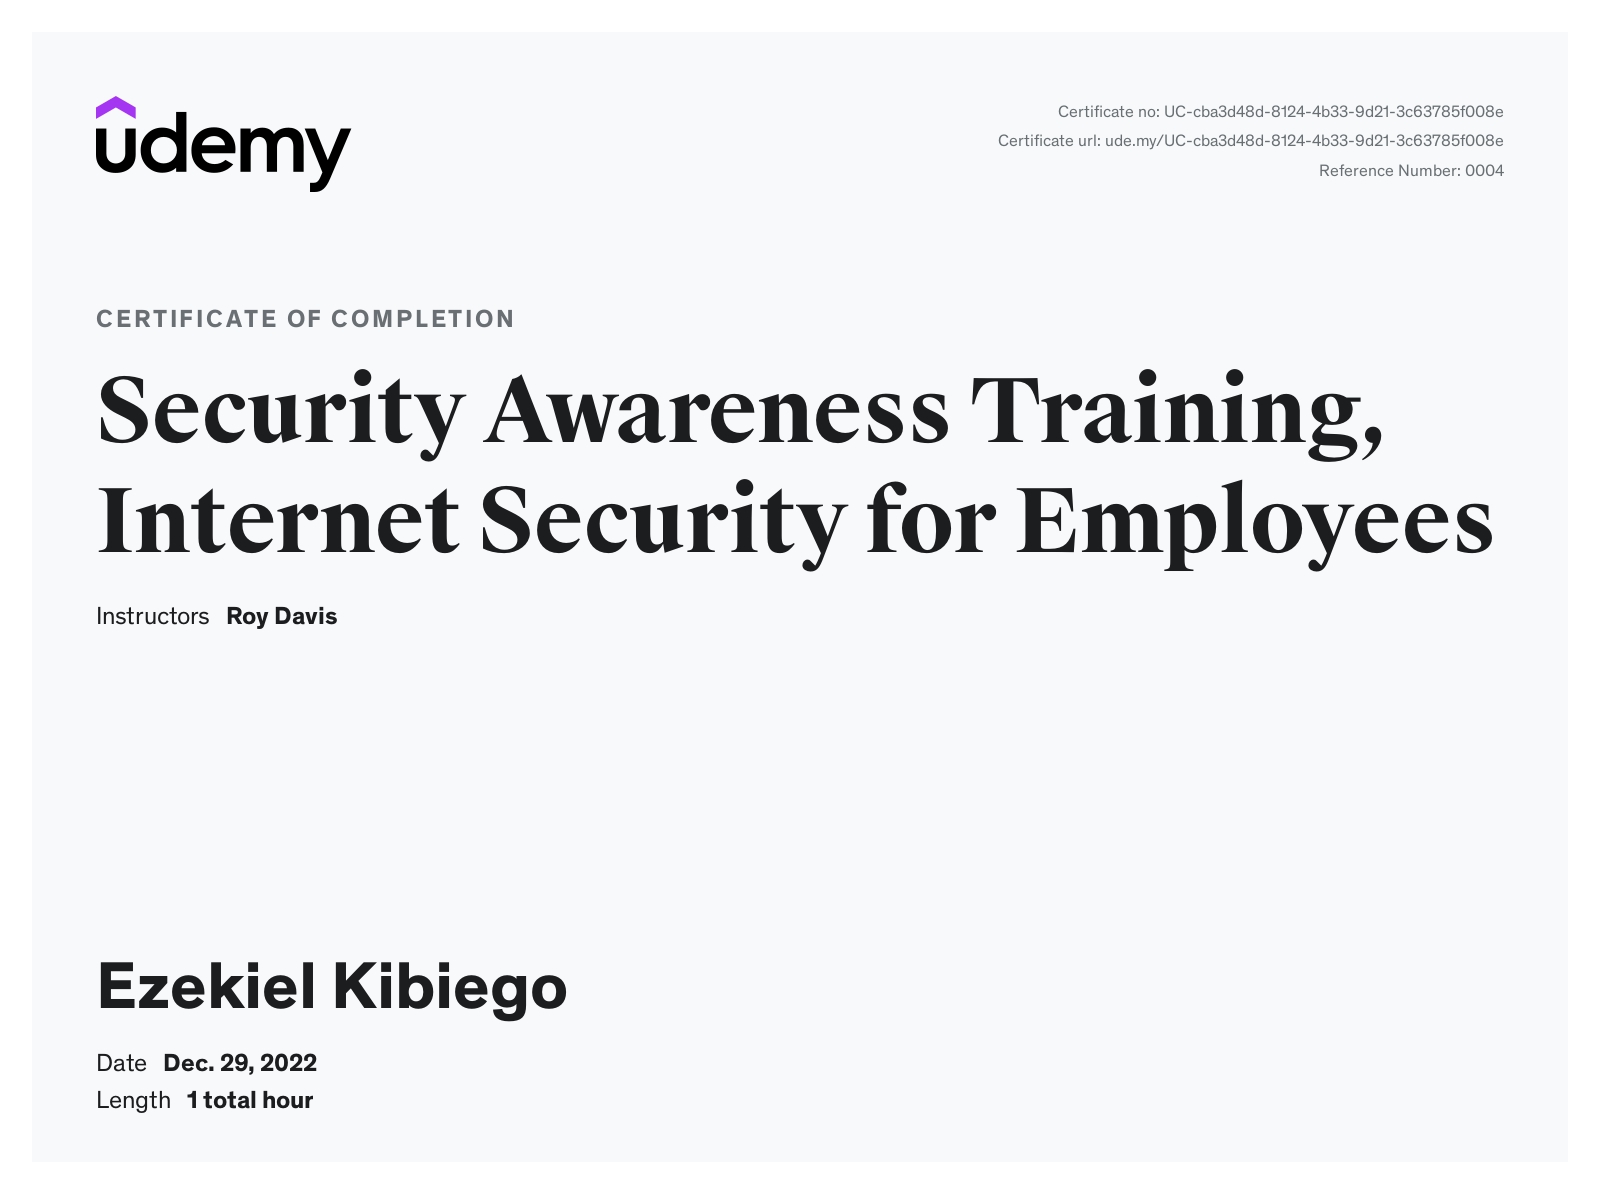 udemy
Certificate no: UC-cba3d48d-8124-4b33-9d21-3c63785f008e
Certificate url: ude.my/UC-cba3d48d-8124-4b33-9d21-3c63785f008e
Reference Number: 0004
CERTIFICATE OF COMPLETION
Security Awareness Training,
Internet Security for Employees
Instructors Roy Davis
Ezekiel Kibiego
Date Dec. 29, 2022
Length 1 total hour